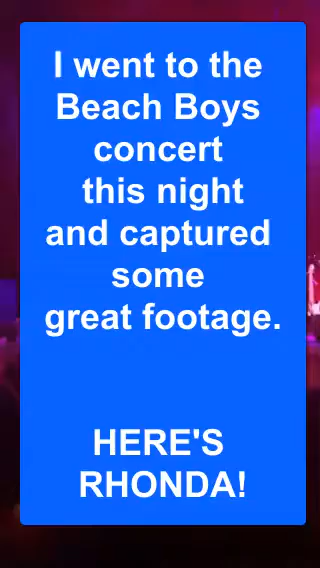 I went to the
Beach Boys
concert
this night
and captured
some
great footage.
HERE'S
RHONDA!